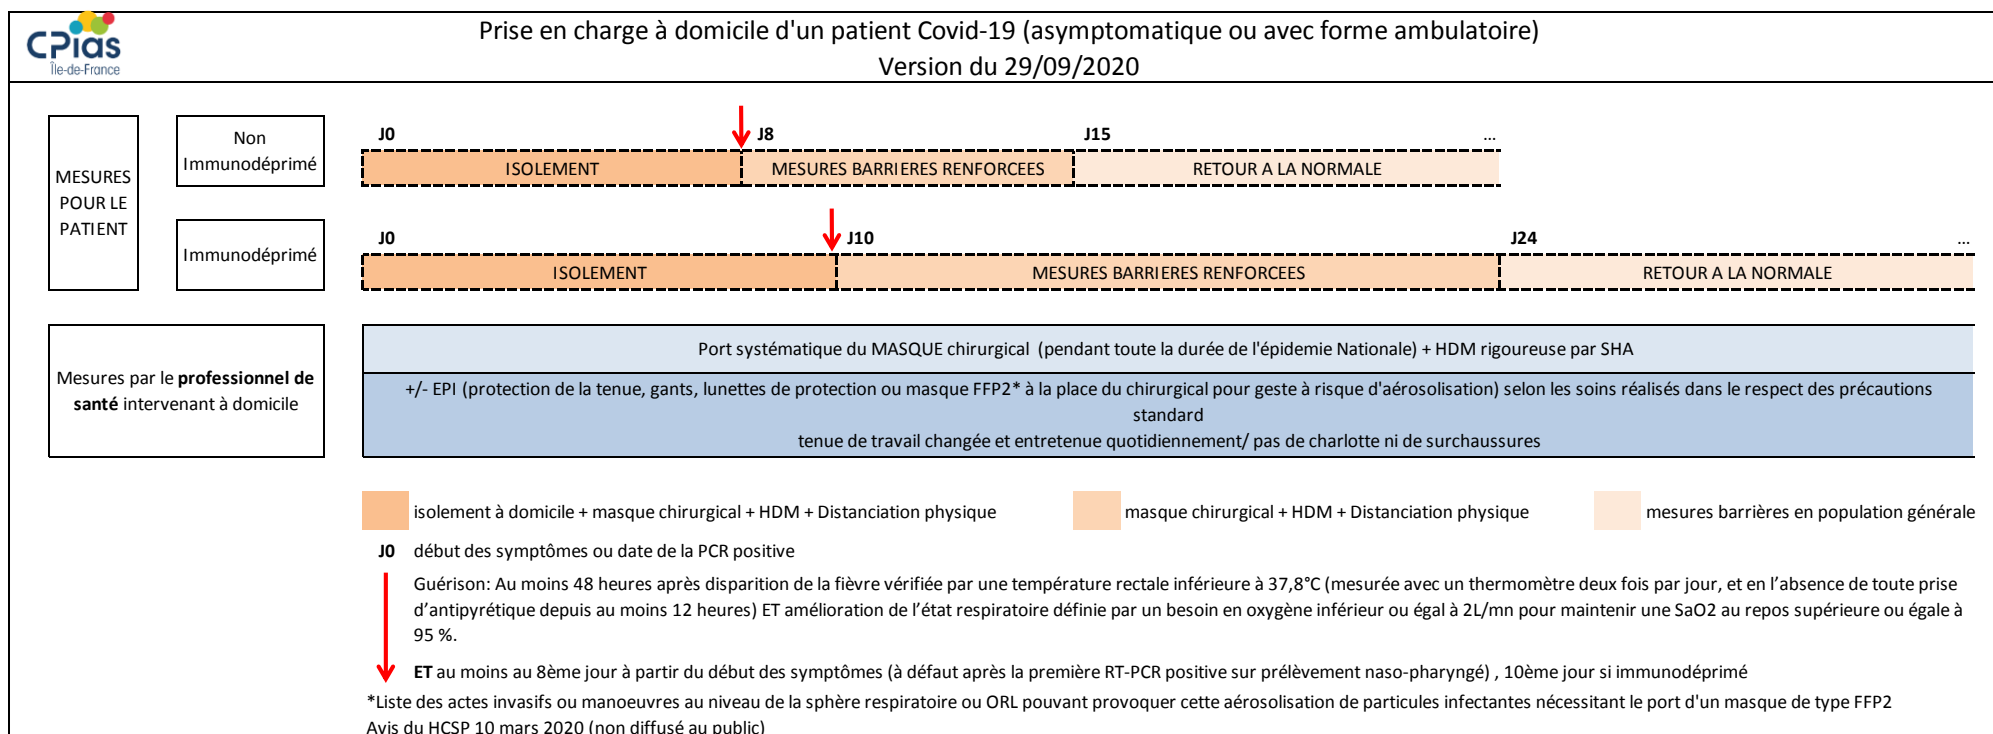 CPias
Île-de-France
Prise en charge à domicile d'un patient Covid-19 (asymptomatique ou avec forme ambulatoire)
Version du 29/09/2020
MESURES
POUR LE
PATIENT
Non
Immunodéprimé
J0
J8
J15
...
ISOLEMENT
MESURES BARRIERES RENFORCEES
RETOUR A LA NORMALE
Immunodéprimé
J0
J10
J24
...
ISOLEMENT
MESURES BARRIERES RENFORCEES
RETOUR A LA NORMALE
Mesures par le professionnel de
santé intervenant à domicile
Port systématique du MASQUE chirurgical (pendant toute la durée de l'épidemie Nationale) + HDM rigoureuse par SHA
+/- EPI (protection de la tenue, gants, lunettes de protection ou masque FFP2* à la place du chirurgical pour geste à risque d'aérosolisation) selon les soins réalisés dans le respect des précautions
standard
tenue de travail changée et entretenue quotidiennement/ pas de charlotte ni de surchaussures
isolement à domicile + masque chirurgical + HDM + Distanciation physique
masque chirurgical + HDM + Distanciation physique
mesures barrières en population générale
J0 début des symptômes ou date de la PCR positive
Guérison: Au moins 48 heures après disparition de la fièvre vérifiée par une température rectale inférieure à 37,8°C (mesurée avec un thermomètre deux fois par jour, et en l'absence de toute prise
d'antipyrétique depuis au moins 12 heures) ET amélioration de l'état respiratoire définie par un besoin en oxygène inférieur ou égal à 2L/mn pour maintenir une SaO2 au repos supérieure ou égale à
95 %.
ET au moins au 8ème jour à partir du début des symptômes (à défaut après la première RT-PCR positive sur prélèvement naso-pharyngé) , 10ème jour si immunodéprimé
*Liste des actes invasifs ou manoeuvres au niveau de la sphère respiratoire ou ORL pouvant provoquer cette aérosolisation de particules infectantes nécessitant le port d'un masque de type FFP2
Avis du HCSP 10 mars 2020 (non diffusé au public)